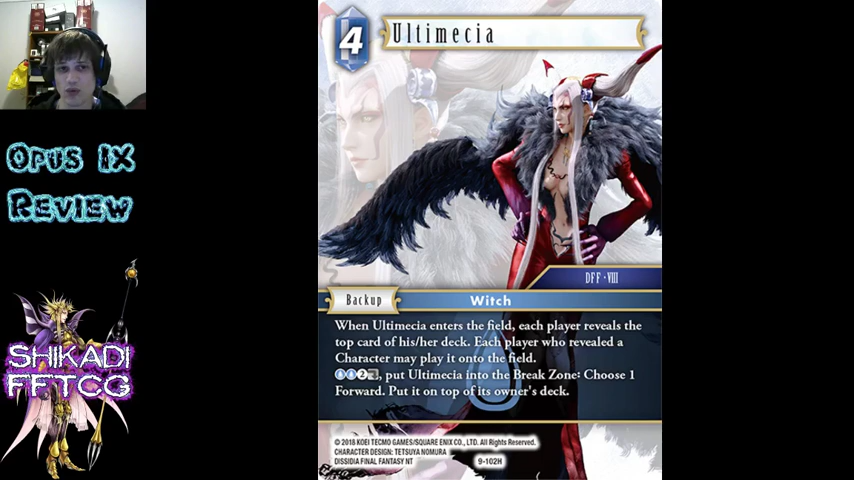 4
Ultimecia
Opus IX
Review
DFF·VIII
Backup
Witch
When Ultimecia enters the field, each player reveals the
top card of his/her deck. Each player who revealed a
Character may play it onto the field.
2, put Ultimecia into the Break Zone: Choose 1
Forward. Put it on top of its owner's deck.
SHIKADI
FFTCG
© 2018 KOEI TECMO GAMES/SQUARE ENIX CO., LTD. All Rights Reserved.
CHARACTER DESIGN: TETSUYA NOMURA
DISSIDIA FINAL FANTASY NT
9-102H